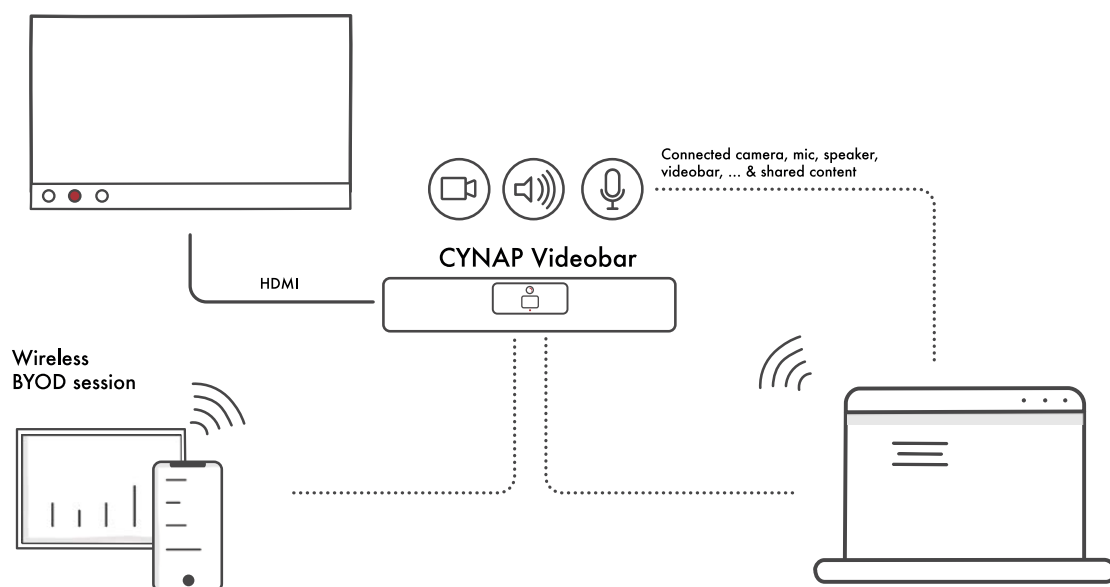 Connected camera, mic, speaker,
videobar, ... & shared content
CYNAP Videobar
HDMI
Wireless
BYOD session